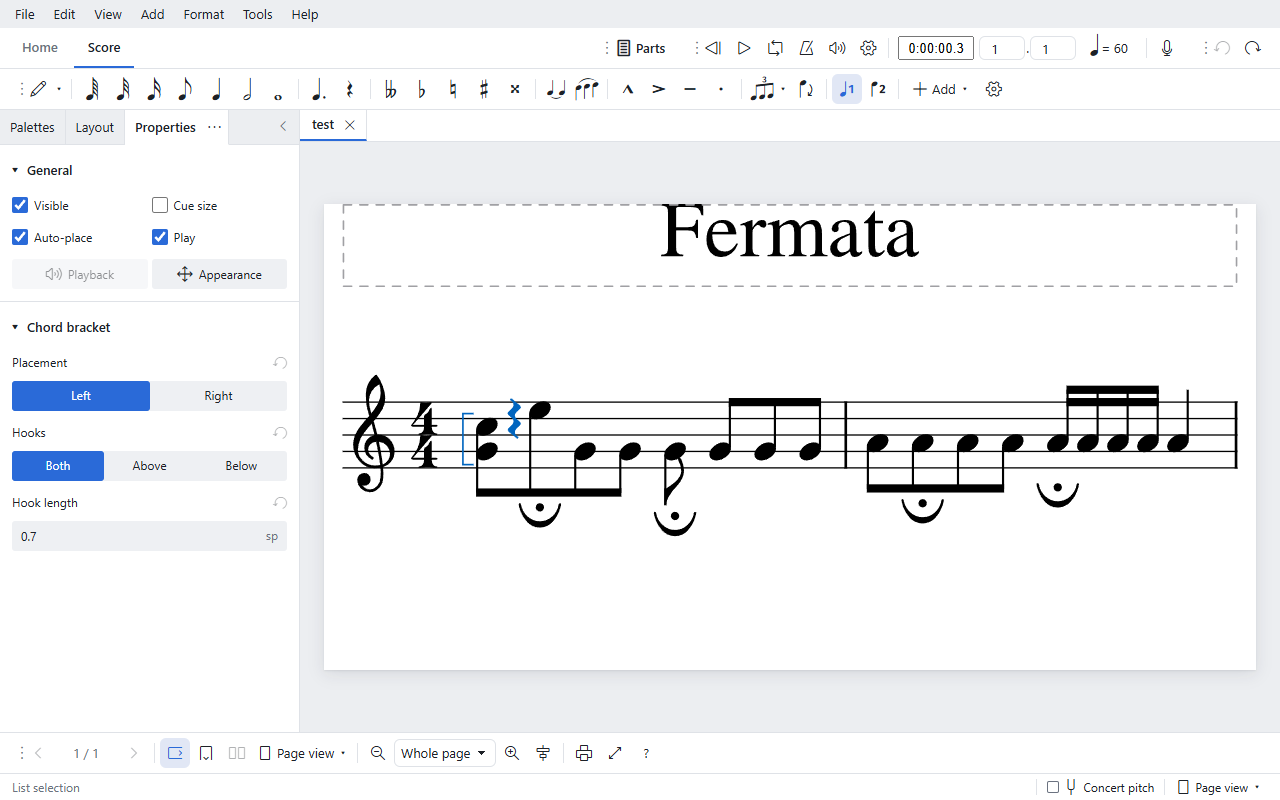 File Edit View Add Format Tools Help
Home Score Parts 0:00:00.3 1 . 1 = 60
3 1 2 Add
Palettes Layout Properties ··· test
General
Visible Cue size
Auto-place Play
Playback Appearance
Chord bracket
Placement
Left Right
Hooks
Both Above Below
Hook length
0.7 sp
Fermata
4
4
1 / 1 Page view Whole page ?
List selection Concert pitch Page view